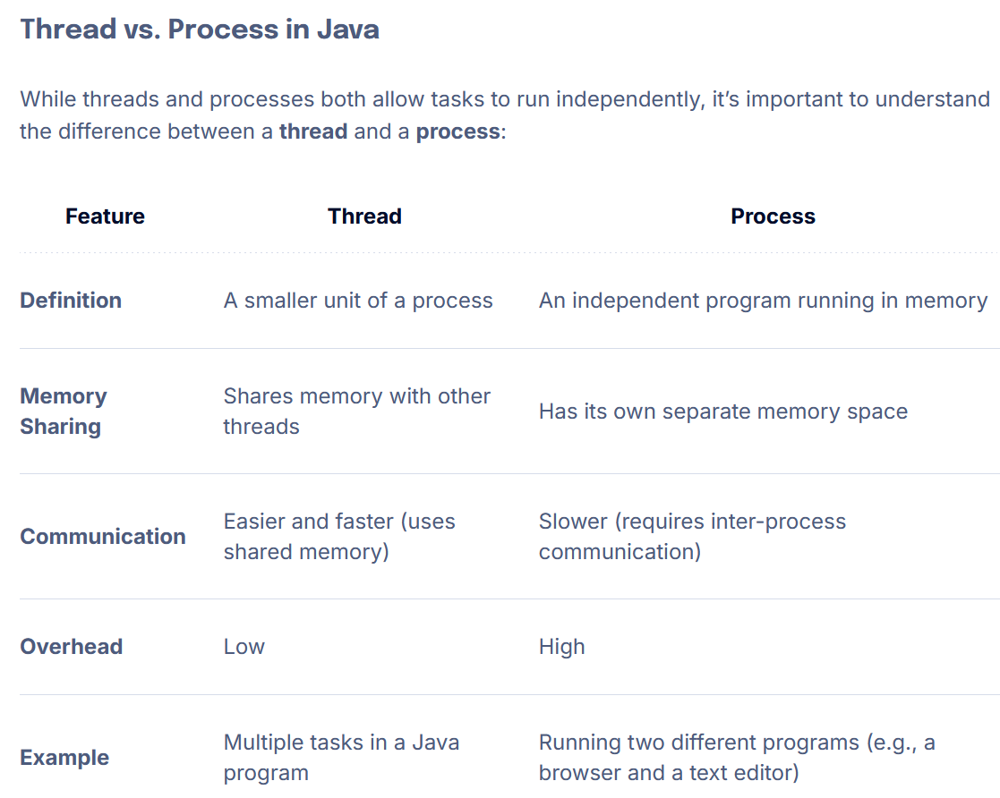 Thread vs. Process in Java
While threads and processes both allow tasks to run independently, it’s important to understand
the difference between a thread and a process:
Feature Thread Process
Definition A smaller unit of a process An independent program running in memory
Memory Sharing Shares memory with other threads Has its own separate memory space
Communication Easier and faster (uses shared memory) Slower (requires inter-process communication)
Overhead Low High
Example Multiple tasks in a Java program Running two different programs (e.g., a browser and a text editor)